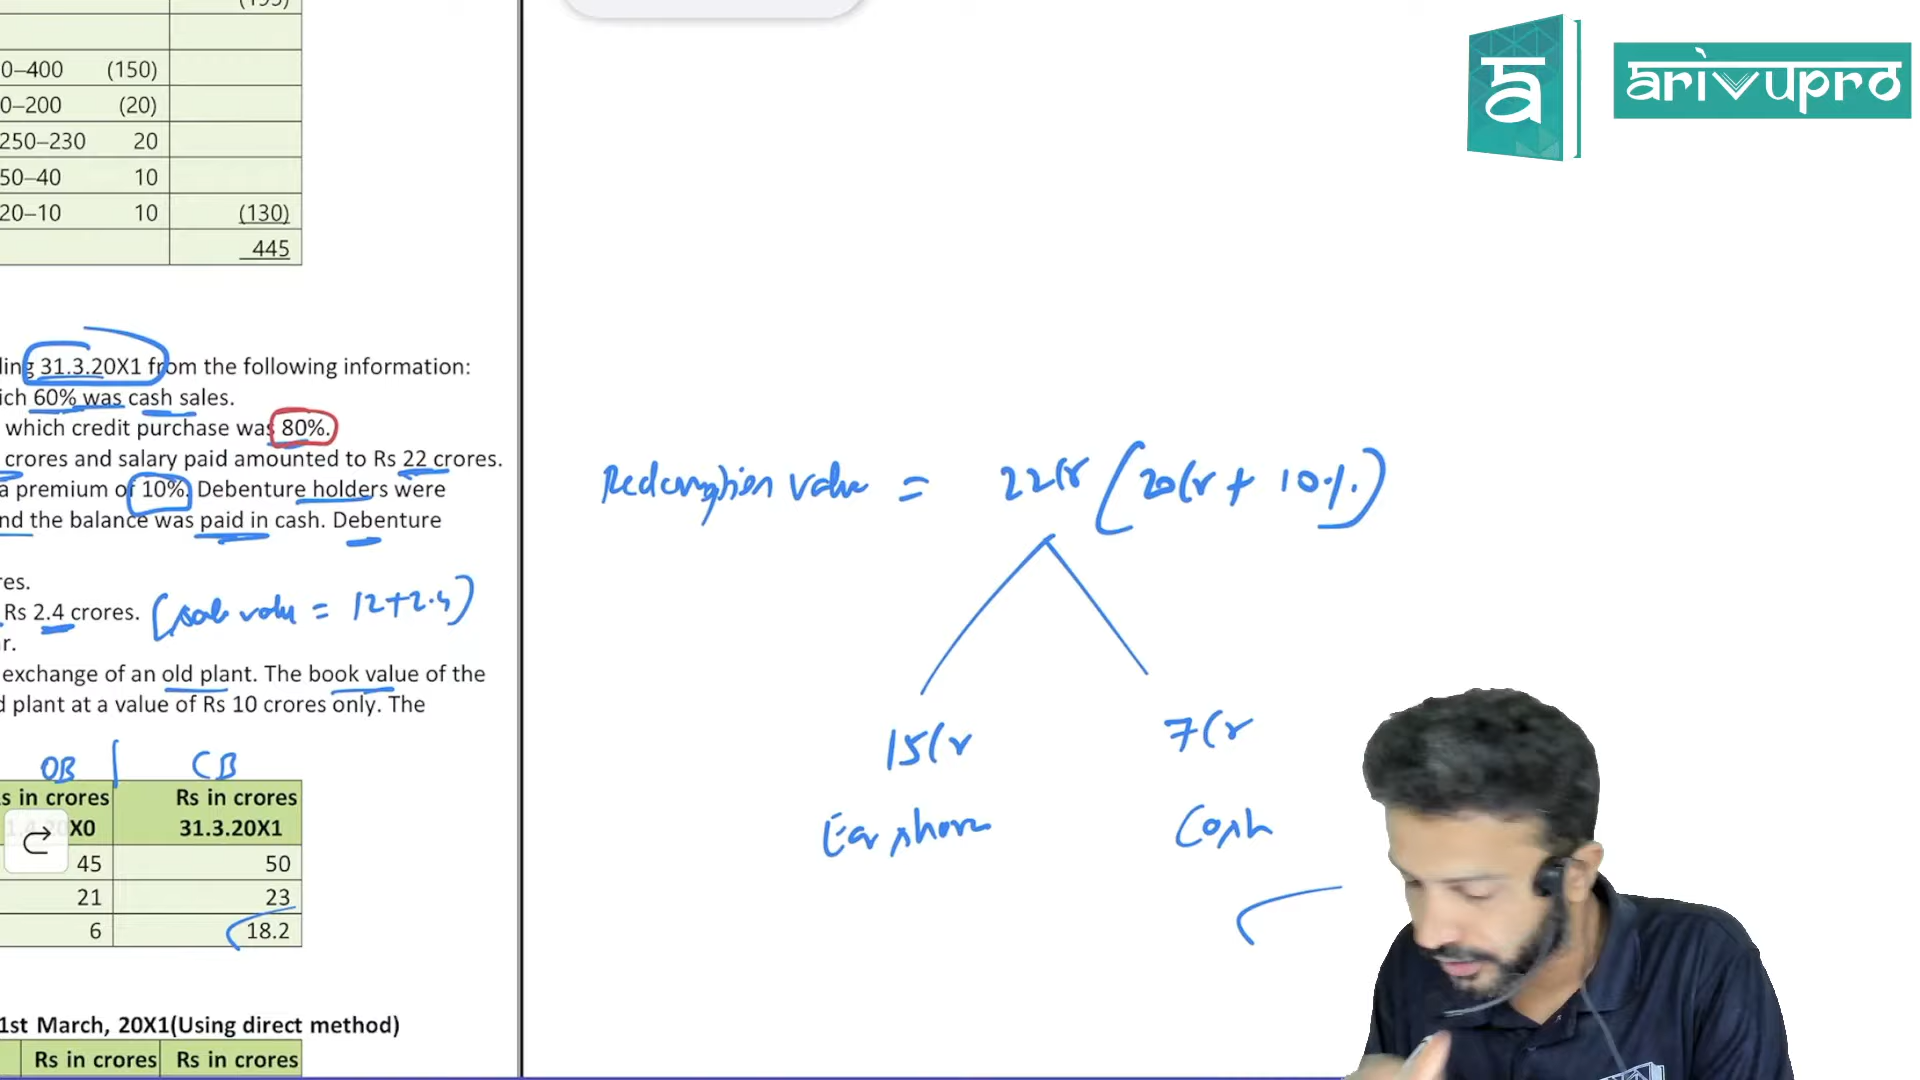 (195)
0–400 (150)
0–200 (20)
250–230 20
50–40 10
20–10 10 (130)
445
ling 31.3.20X1 from the following information:
ich 60% was cash sales.
which credit purchase was 80%.
crores and salary paid amounted to Rs 22 crores.
a premium of 10%. Debenture holders were
nd the balance was paid in cash. Debenture
res.
Rs 2.4 crores. (sale value = 12+2.4)
r.
exchange of an old plant. The book value of the
d plant at a value of Rs 10 crores only. The
OB | CB
s in crores Rs in crores
X0 31.3.20X1
45 50
21 23
6 18.2
1st March, 20X1(Using direct method)
Rs in crores Rs in crores
Redemption value = 22Cr (20Cr + 10%)
15Cr 7Cr
Eq share Cash
arivupro